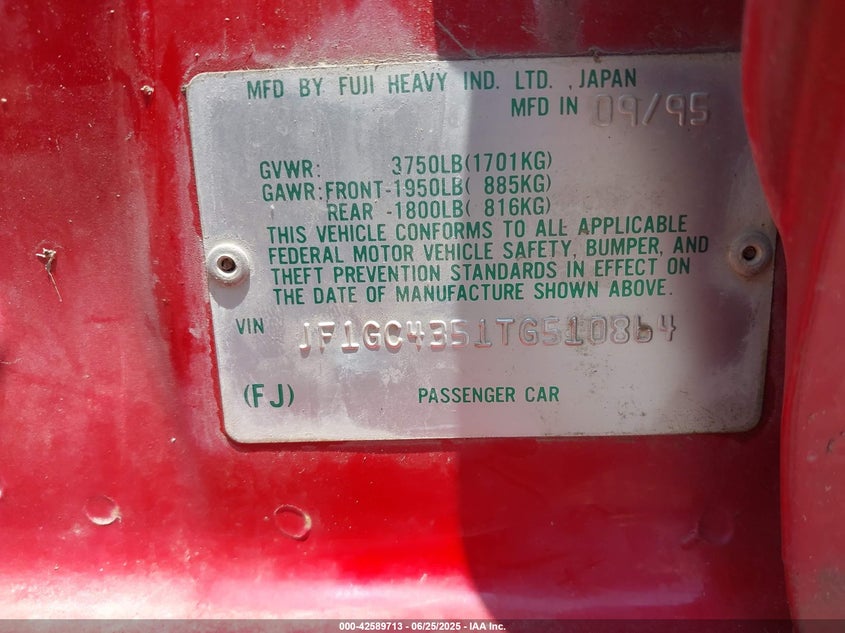 MFD BY FUJI HEAVY IND. LTD. , JAPAN
MFD IN 09/95
GVWR: 3750LB(1701KG)
GAWR:FRONT-1950LB( 885KG)
REAR -1800LB( 816KG)
THIS VEHICLE CONFORMS TO ALL APPLICABLE
FEDERAL MOTOR VEHICLE SAFETY, BUMPER, AND
THEFT PREVENTION STANDARDS IN EFFECT ON
THE DATE OF MANUFACTURE SHOWN ABOVE.
VIN JF1GC4351TG510864
(FJ) PASSENGER CAR
000-42589713 - 06/25/2025 - IAA Inc.